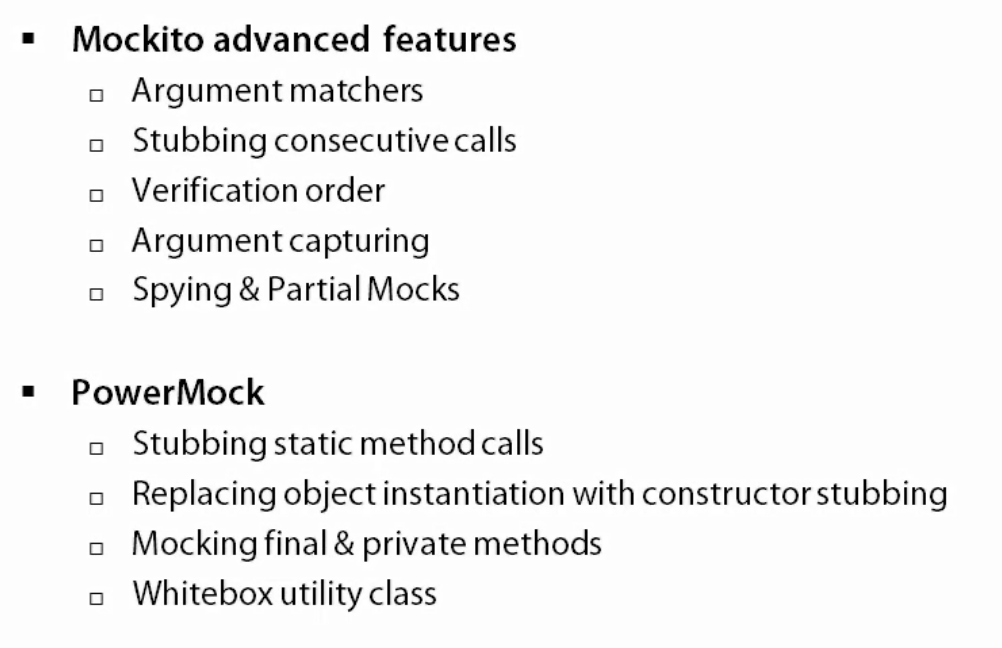 Mockito advanced features
Argument matchers
Stubbing consecutive calls
Verification order
Argument capturing
Spying & Partial Mocks
PowerMock
Stubbing static method calls
Replacing object instantiation with constructor stubbing
Mocking final & private methods
Whitebox utility class